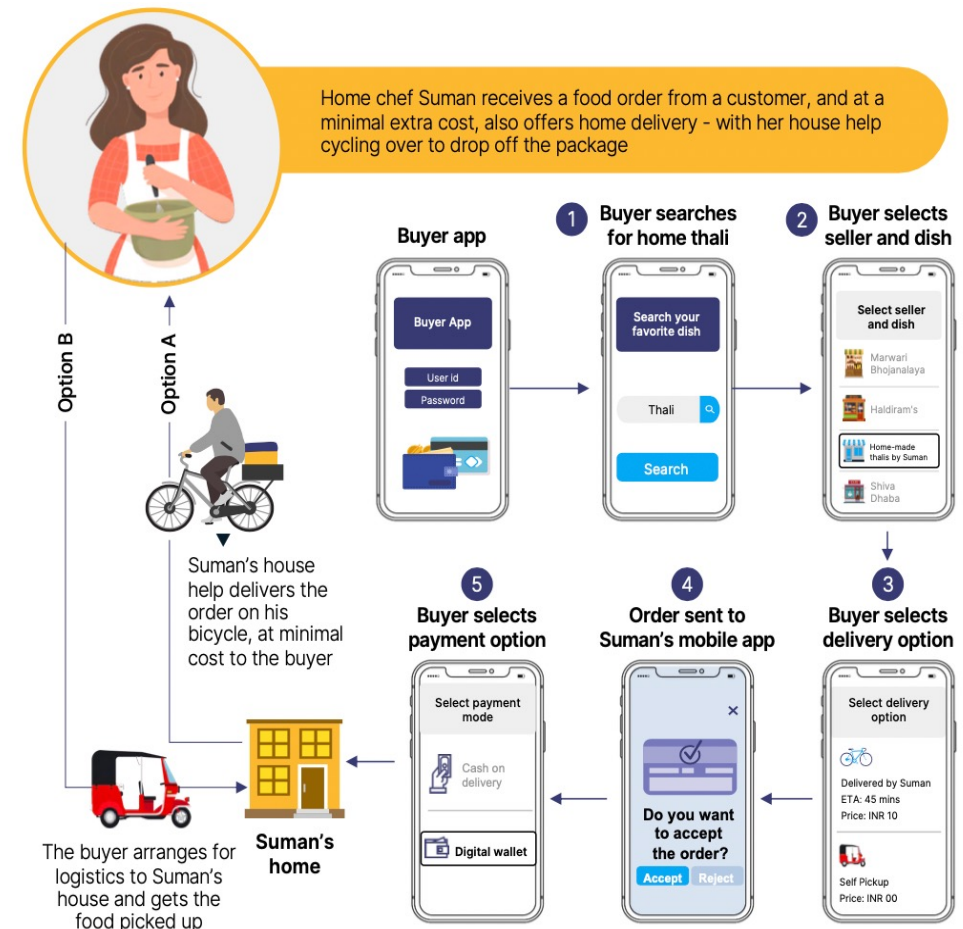 Home chef Suman receives a food order from a customer, and at a
minimal extra cost, also offers home delivery - with her house help
cycling over to drop off the package
Buyer app
Buyer App
User id
Password
1
Buyer searches
for home thali
Search your
favorite dish
Thali
Search
2
Buyer selects
seller and dish
Select seller
and dish
Marwari
Bhojanalaya
Haldiram's
Home-made
thalis by Suman
Shiva
Dhaba
3
Buyer selects
delivery option
Select delivery
option
Delivered by Suman
ETA: 45 mins
Price: INR 10
Self Pickup
Price: INR 00
4
Order sent to
Suman's mobile app
Do you want
to accept
the order?
Accept
Reject
5
Buyer selects
payment option
Select payment
mode
Cash on
delivery
Digital wallet
Suman's
home
Option A
Suman's house
help delivers the
order on his
bicycle, at minimal
cost to the buyer
Option B
The buyer arranges for
logistics to Suman's
house and gets the
food picked up